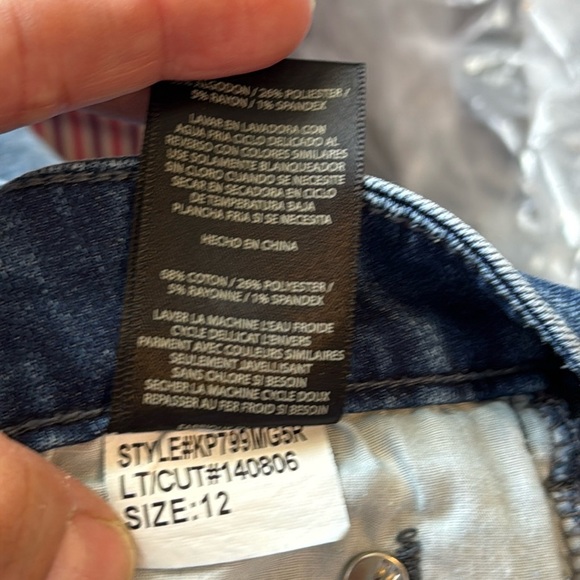 ALGODON / 26% POLIESTER /
5% RAYON / 1% SPANDEX
LAVAR EN LAVADORA CON
AGUA FRIA CICLO DELICADO AL
REVERSO CON COLORES SIMILARES
USE SOLAMENTE BLANQUEADOR
SIN CLORO CUANDO SE NECESITE
SECAR EN SECADORA EN CICLO
DE TEMPERATURA BAJA
PLANCHA FRIA SI SE NECESITA
HECHO EN CHINA
68% COTON / 26% POLYESTER /
5% RAYONNE / 1% SPANDEX
LAVER LA MACHINE L'EAU FROIDE
CYCLE DELLICAT L'ENVERS
PARMENT AVEC COULEURS SIMILAIRES
SEULEMENT JAVELLISANT
SANS CHLORE SI BESOIN
SECHER LA MACHINE CYCLE DOUX
REPASSER AU FER FROID SI BESOIN
STYLE#KP799MG5R
LT/CUT#140806
SIZE:12